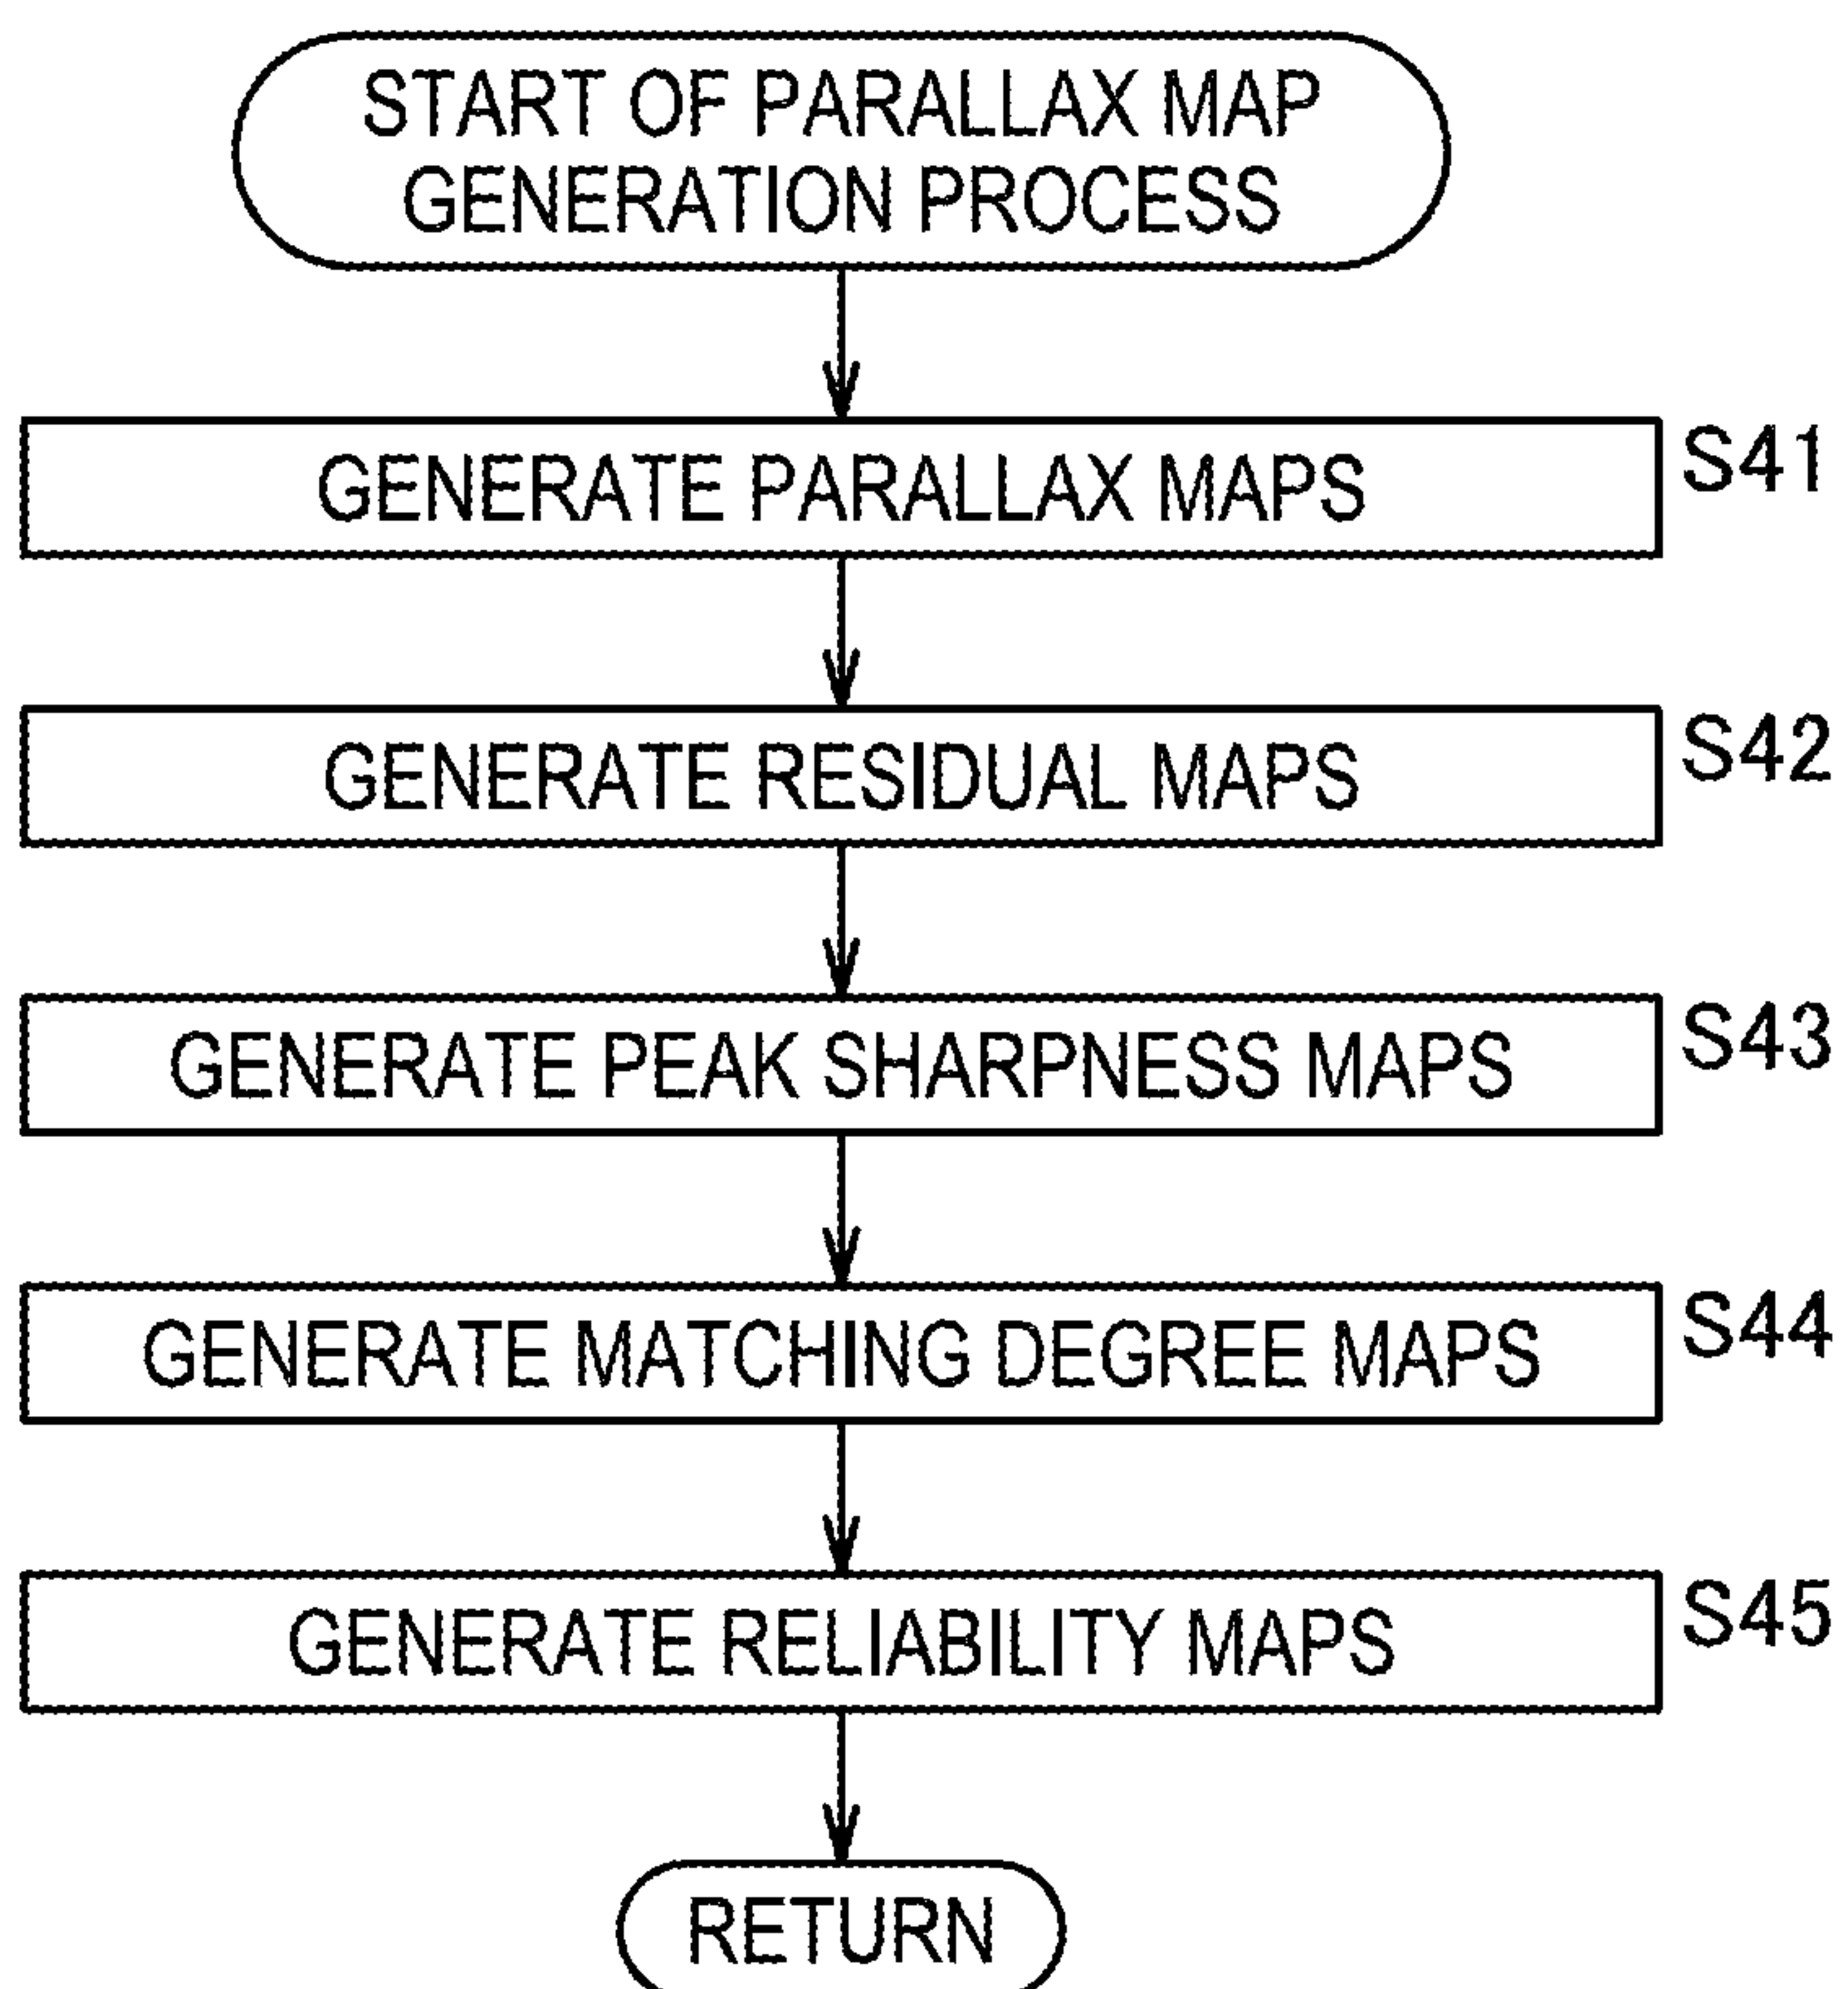 START OF PARALLAX MAP
GENERATION PROCESS
GENERATE PARALLAX MAPS
S41
GENERATE RESIDUAL MAPS
S42
GENERATE PEAK SHARPNESS MAPS
S43
GENERATE MATCHING DEGREE MAPS
S44
GENERATE RELIABILITY MAPS
S45
RETURN